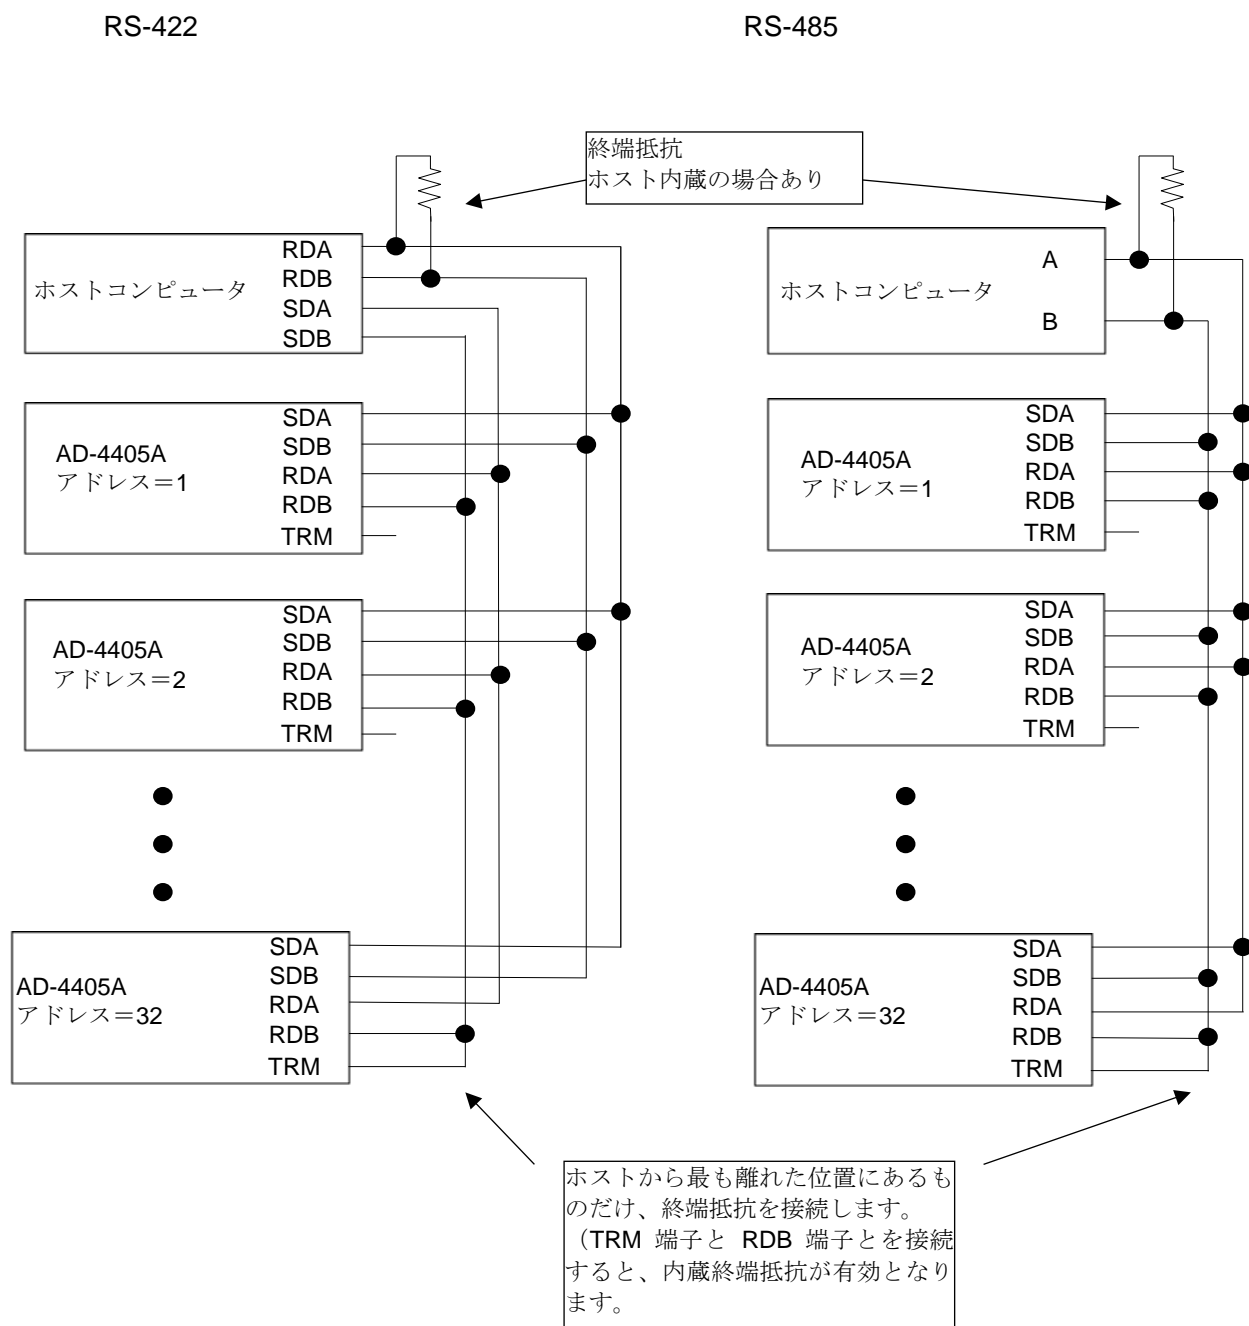 RS-422
RS-485
終端抵抗
ホスト内蔵の場合あり
ホストコンピュータ
RDA
RDB
SDA
SDB
AD-4405A
アドレス＝1
SDA
SDB
RDA
RDB
TRM
AD-4405A
アドレス＝2
SDA
SDB
RDA
RDB
TRM
AD-4405A
アドレス＝32
SDA
SDB
RDA
RDB
TRM
ホストコンピュータ
A
B
AD-4405A
アドレス＝1
SDA
SDB
RDA
RDB
TRM
AD-4405A
アドレス＝2
SDA
SDB
RDA
RDB
TRM
AD-4405A
アドレス＝32
SDA
SDB
RDA
RDB
TRM
ホストから最も離れた位置にあるも
のだけ、終端抵抗を接続します。
（TRM 端子と RDB 端子とを接続
すると、内蔵終端抵抗が有効となり
ます。